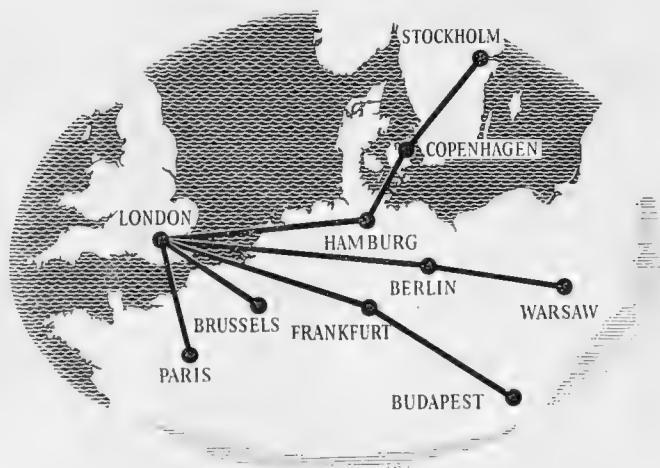 STOCKHOLM
COPENHAGEN
LONDON
HAMBURG
BERLIN
WARSAW
BRUSSELS
FRANKFURT
PARIS
BUDAPEST